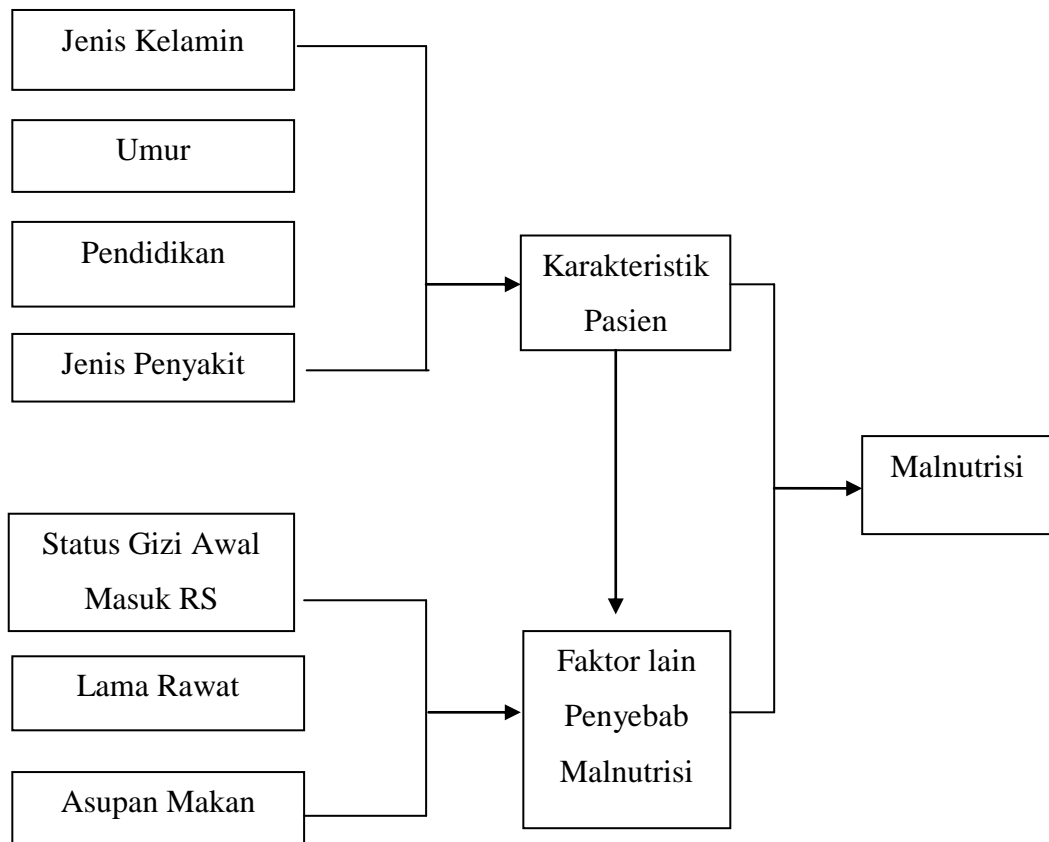 Jenis Kelamin
Umur
Pendidikan
Jenis Penyakit
Karakteristik
Pasien
Malnutrisi
Status Gizi Awal
Masuk RS
Lama Rawat
Asupan Makan
Faktor lain
Penyebab
Malnutrisi